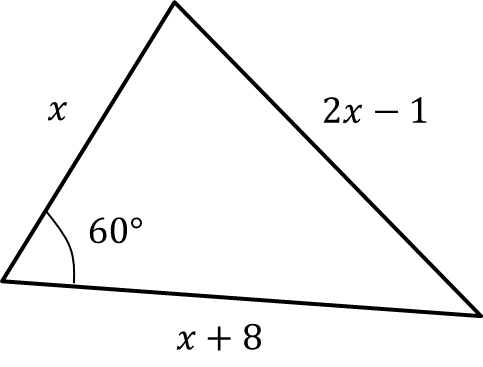 x
2x − 1
60°
x + 8